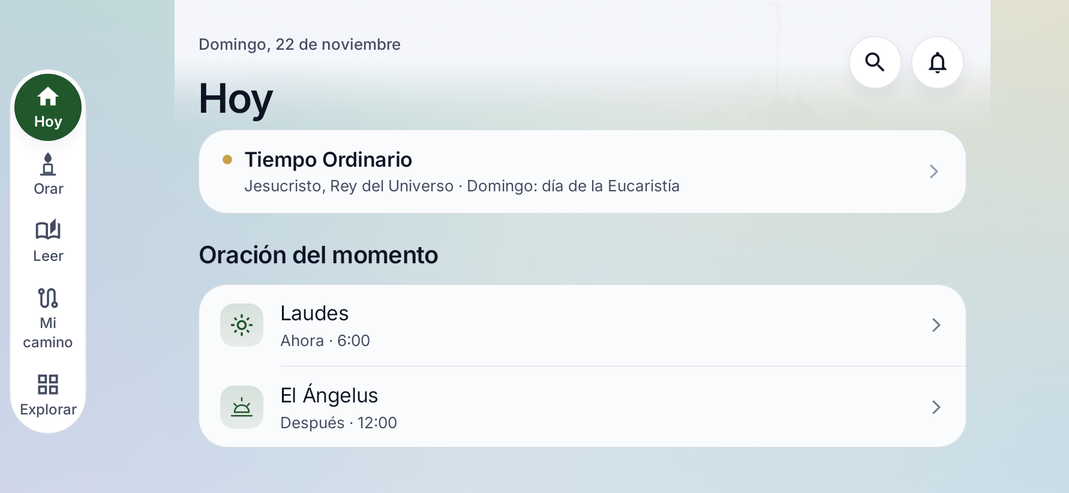 Domingo, 22 de noviembre
Hoy
Hoy
Orar
Leer
Mi
camino
Explorar
Tiempo Ordinario
Jesucristo, Rey del Universo · Domingo: día de la Eucaristía
Oración del momento
Laudes
Ahora · 6:00
El Ángelus
Después · 12:00